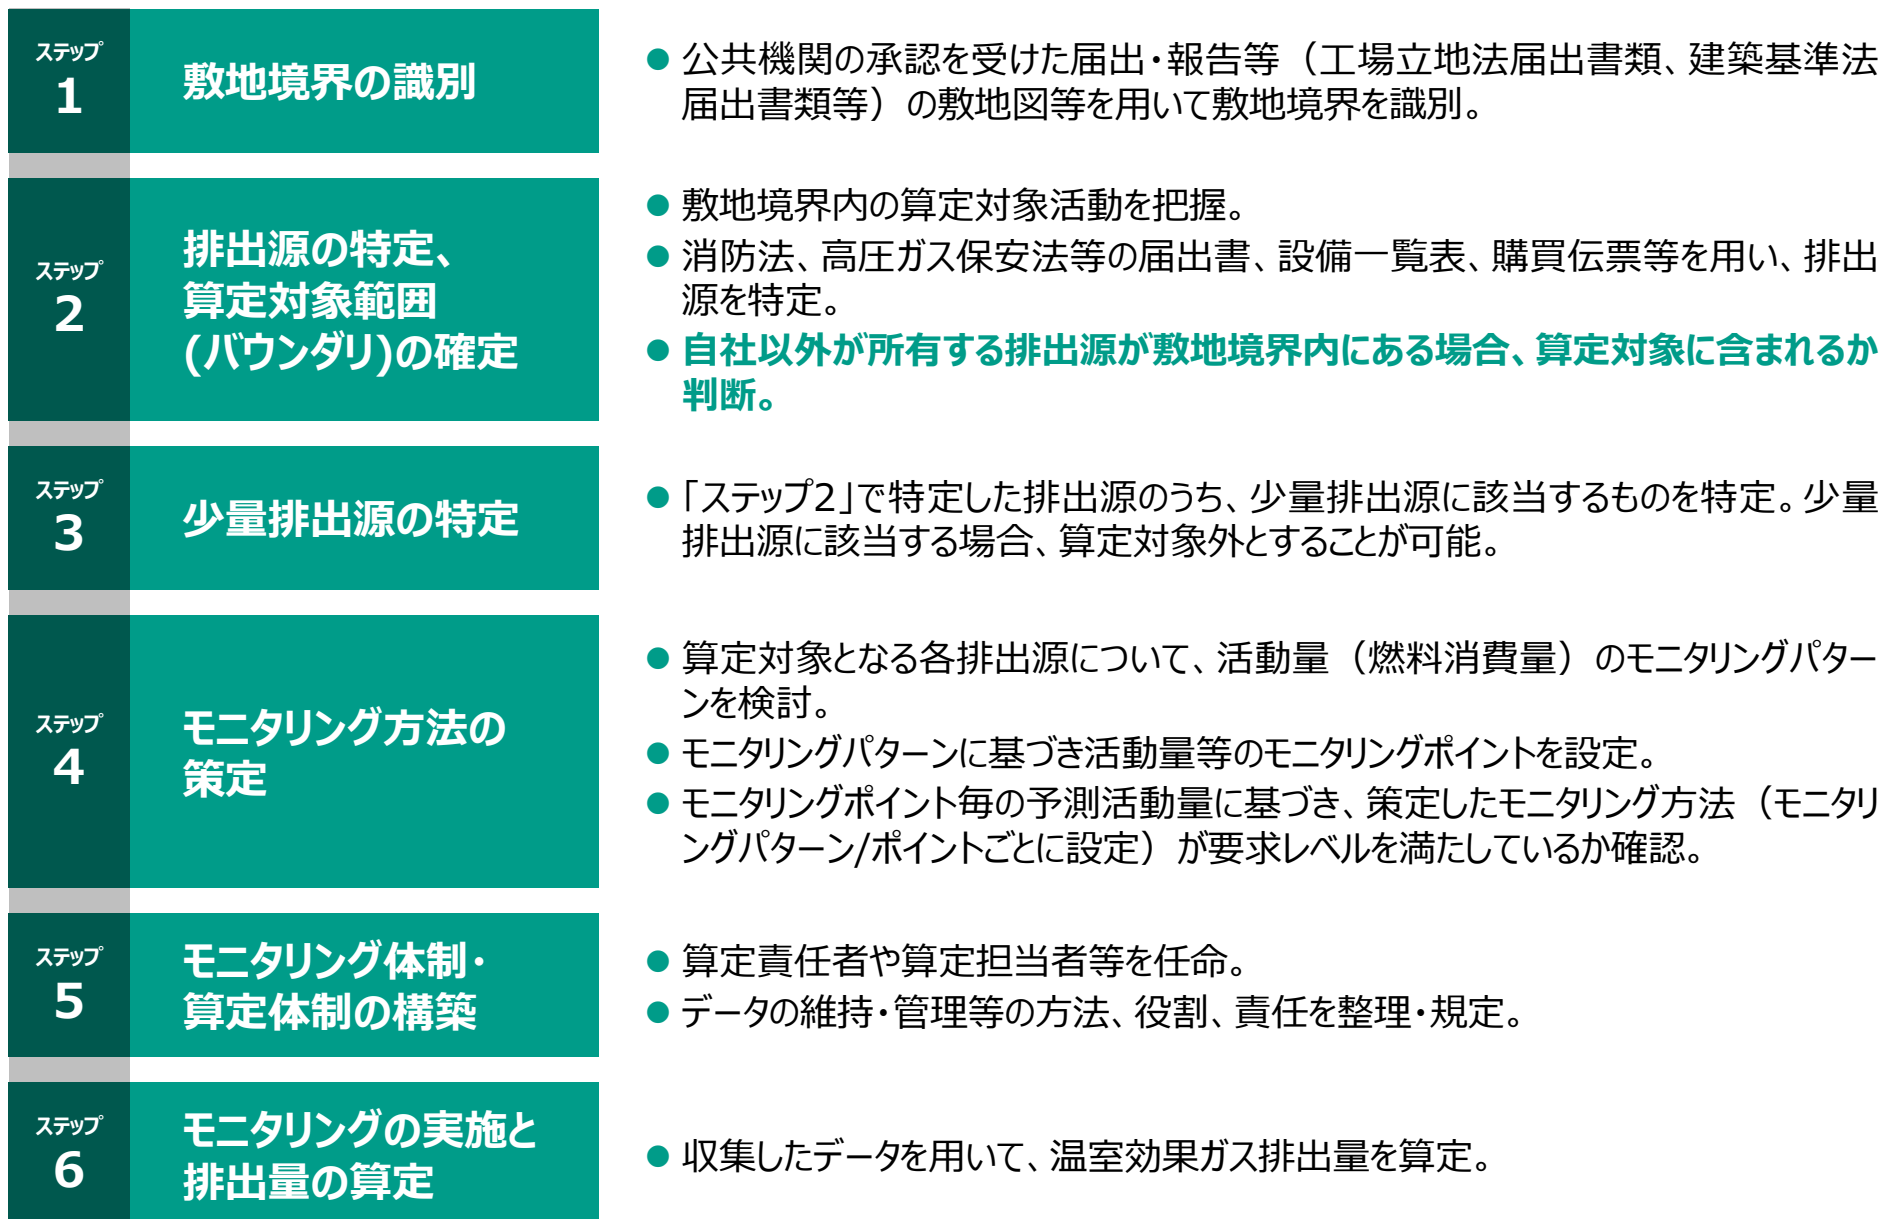 ステップ
1
敷地境界の識別
● 公共機関の承認を受けた届出・報告等（工場立地法届出書類、建築基準法
届出書類等）の敷地図等を用いて敷地境界を識別。
ステップ
2
排出源の特定、
算定対象範囲
(バウンダリ)の確定
● 敷地境界内の算定対象活動を把握。
● 消防法、高圧ガス保安法等の届出書、設備一覧表、購買伝票等を用い、排出
源を特定。
● 自社以外が所有する排出源が敷地境界内にある場合、算定対象に含まれるか
判断。
ステップ
3
少量排出源の特定
● 「ステップ2」で特定した排出源のうち、少量排出源に該当するものを特定。少量
排出源に該当する場合、算定対象外とすることが可能。
ステップ
4
モニタリング方法の
策定
● 算定対象となる各排出源について、活動量（燃料消費量）のモニタリングパター
ンを検討。
● モニタリングパターンに基づき活動量等のモニタリングポイントを設定。
● モニタリングポイント毎の予測活動量に基づき、策定したモニタリング方法（モニタリ
ングパターン/ポイントごとに設定）が要求レベルを満たしているか確認。
ステップ
5
モニタリング体制・
算定体制の構築
● 算定責任者や算定担当者等を任命。
● データの維持・管理等の方法、役割、責任を整理・規定。
ステップ
6
モニタリングの実施と
排出量の算定
● 収集したデータを用いて、温室効果ガス排出量を算定。